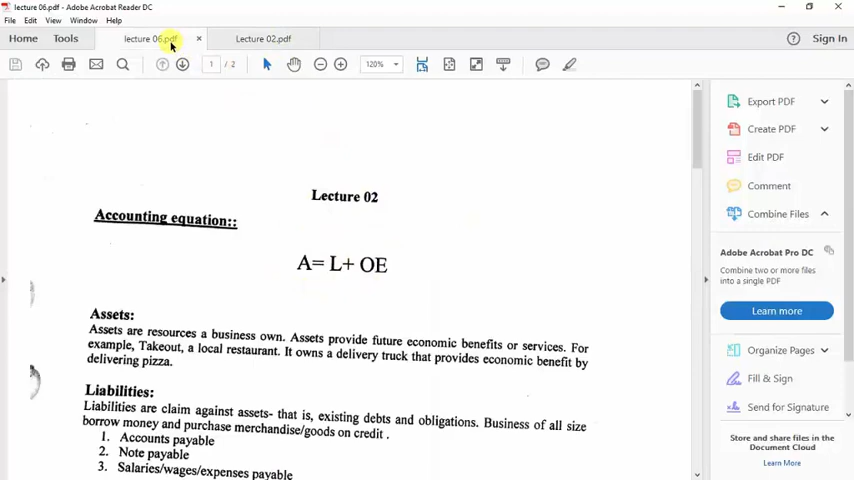 lecture 06.pdf - Adobe Acrobat Reader DC
File Edit View Window Help
Home Tools lecture 06.pdf × Lecture 02.pdf Sign In
1 / 2 120%
Lecture 02
Accounting equation::
A= L+ OE
Assets:
Assets are resources a business own. Assets provide future economic benefits or services. For
example, Takeout, a local restaurant. It owns a delivery truck that provides economic benefit by
delivering pizza.
Liabilities:
Liabilities are claim against assets- that is, existing debts and obligations. Business of all size
borrow money and purchase merchandise/goods on credit .
1. Accounts payable
2. Note payable
3. Salaries/wages/expenses payable
Export PDF
Create PDF
Edit PDF
Comment
Combine Files
Adobe Acrobat Pro DC
Combine two or more files
into a single PDF
Learn more
Organize Pages
Fill & Sign
Send for Signature
Store and share files in the
Document Cloud
Learn More